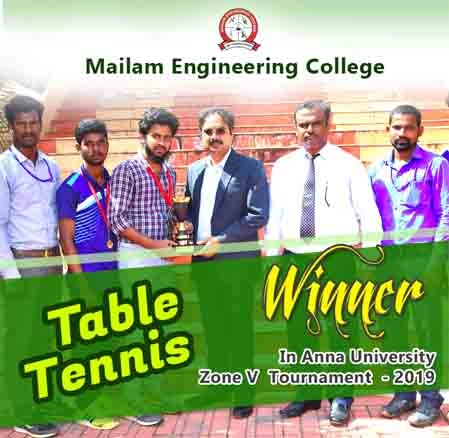 Mailam Engineering College
Table
Tennis
Winner
In Anna University
Zone V Tournament - 2019